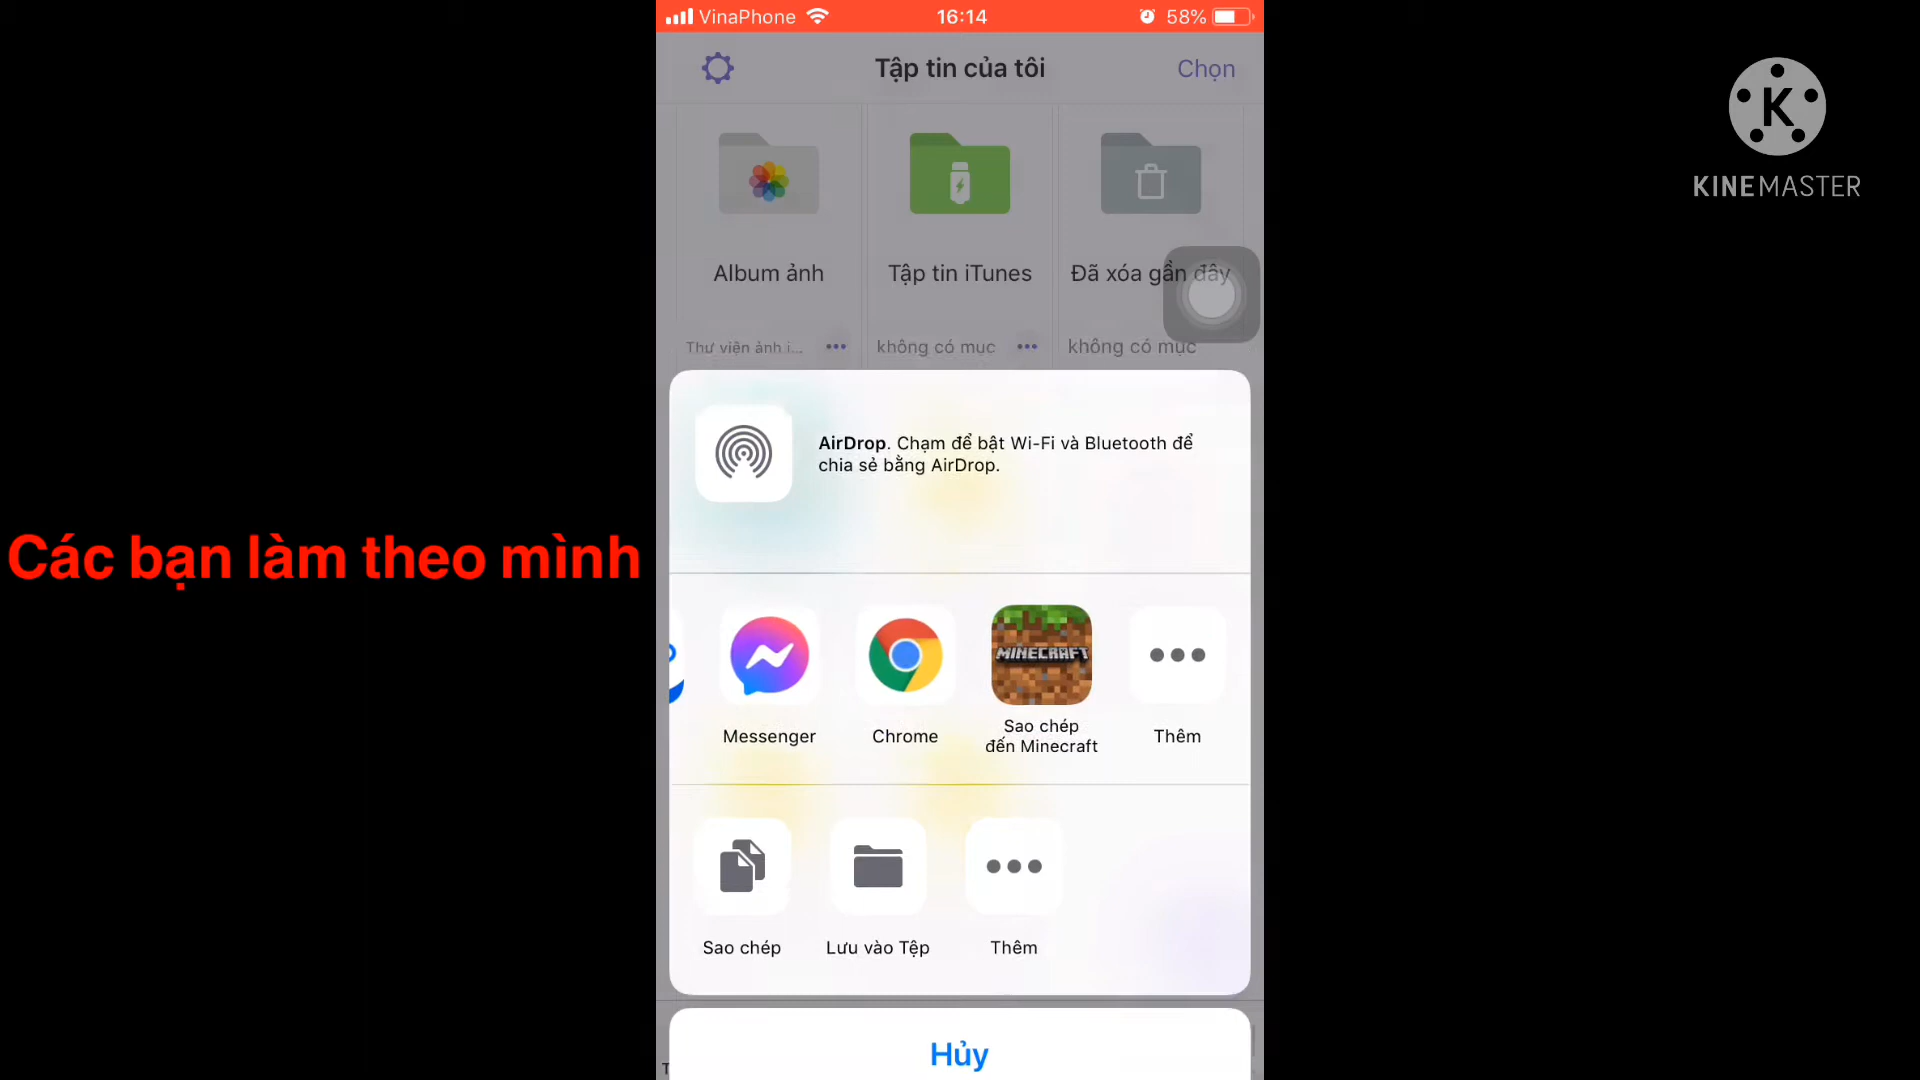 VinaPhone 16:14 58%
Tập tin của tôi
Chọn
K
KINEMASTER
Album ảnh
Tập tin iTunes
Đã xóa gần đây
Thư viện ảnh i...
không có mục
không có mục
AirDrop. Chạm để bật Wi-Fi và Bluetooth để
chia sẻ bằng AirDrop.
Các bạn làm theo mình
MINECRAFT
Messenger
Chrome
Sao chép
đến Minecraft
Thêm
Sao chép
Lưu vào Tệp
Thêm
Hủy